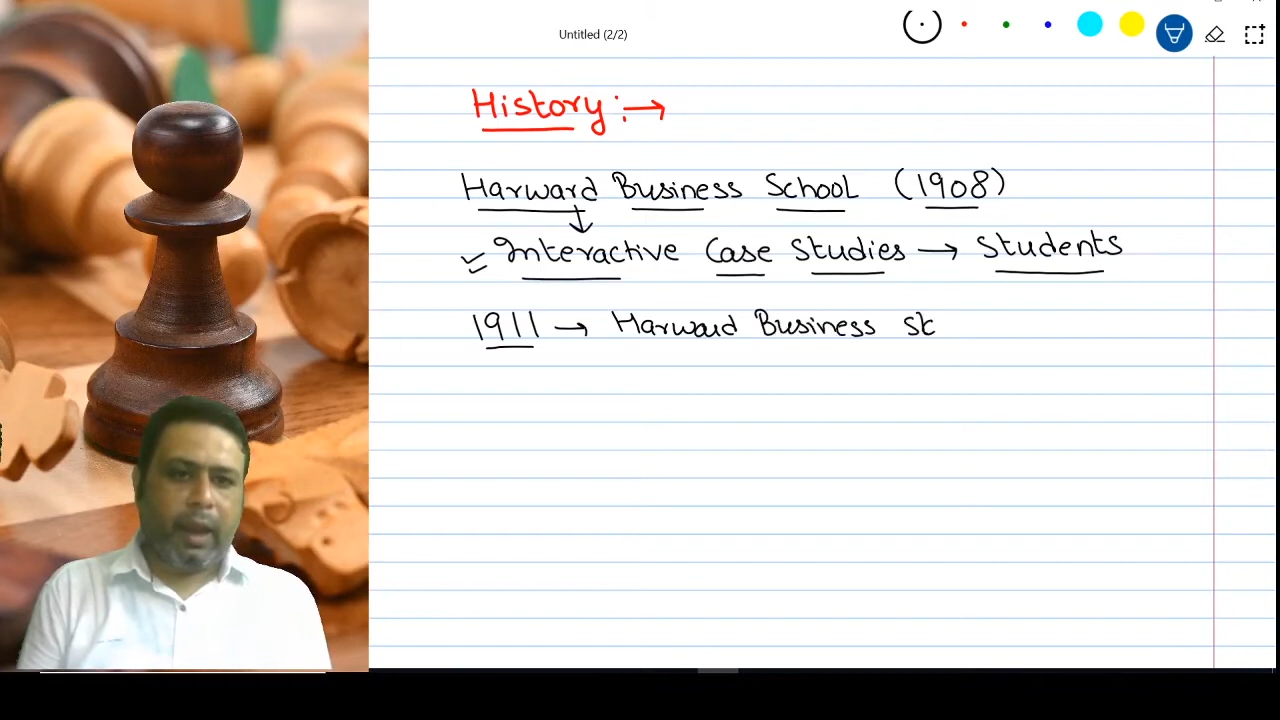 Untitled (2/2)
History:→
Harward Business School (1908)
↓
Interactive Case Studies → Students
1911 → Harward Business sc